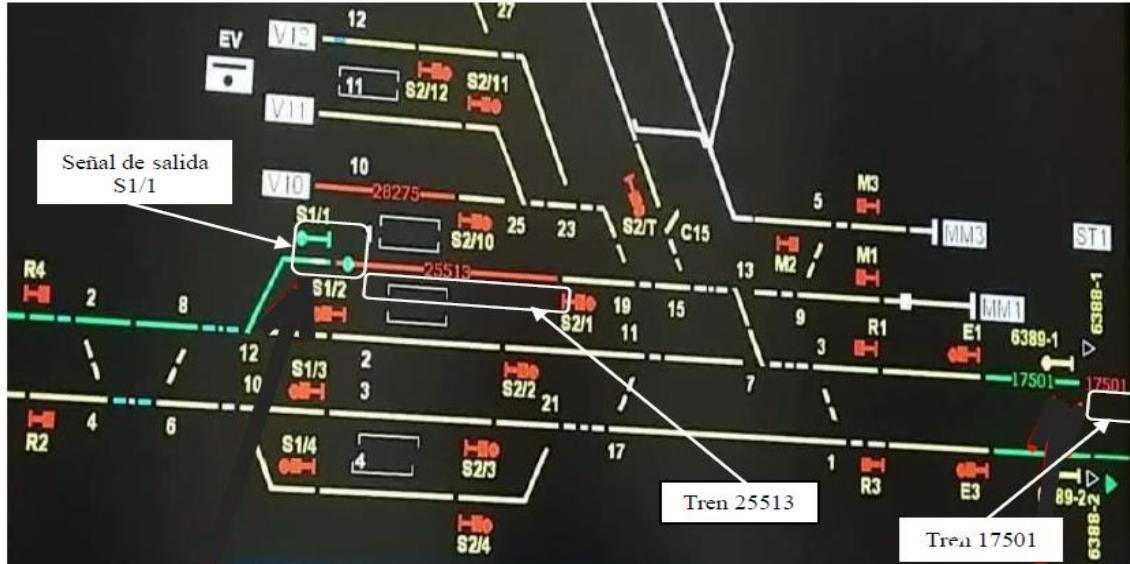 27
12
V12
EV
S2/12
S2/11
11
V11
Señal de salida
S1/1
10
V10
28275
S1/1
S2/10
25
23
S2/T
C15
5
M3
MM3
ST1
M2
M1
13
R4
25513
S1/2
S2/1
19
15
11
9
MM1
6388-1
2
8
R1
E1
6389-1
12
2
3
17501
17501
10
S1/3
3
S2/2
7
21
R2
4
6
S1/4
4
S2/3
17
1
R3
E3
89-2
6388-2
Tren 25513
Tren 17501
S2/4